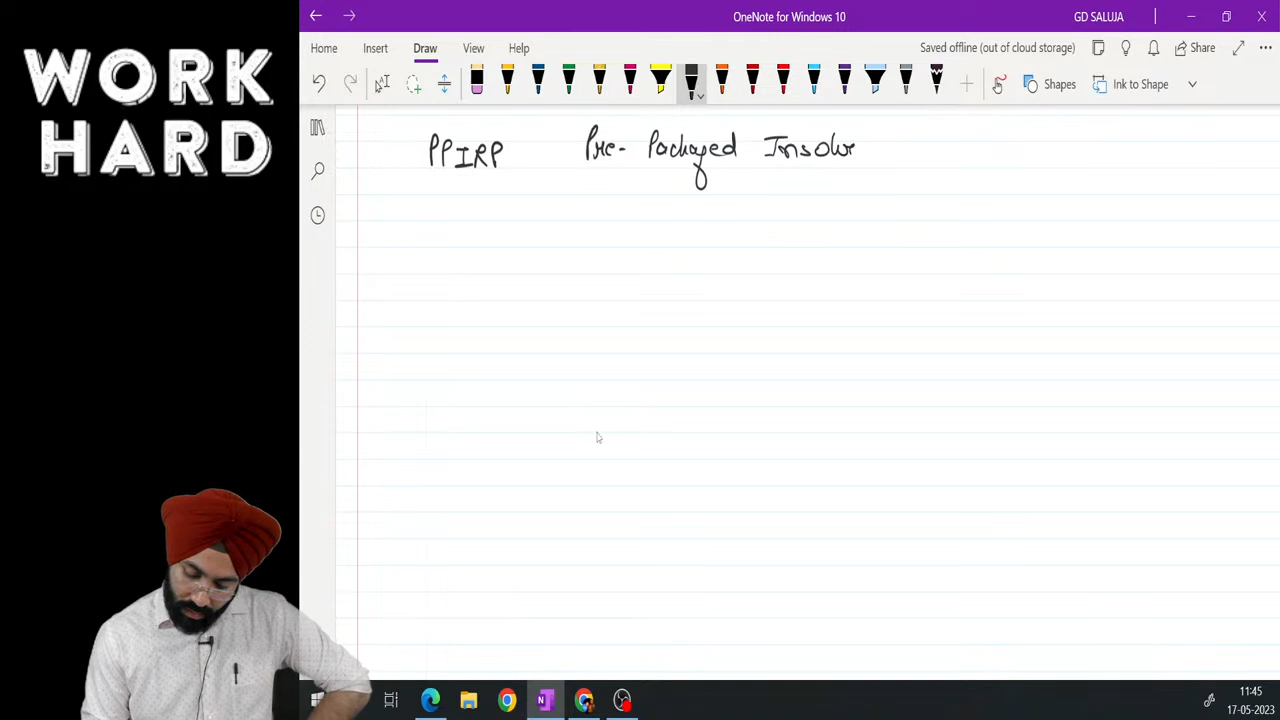 WORK
HARD
OneNote for Windows 10
GD SALUJA
Home Insert Draw View Help
Saved offline (out of cloud storage)
Share
Shapes
Ink to Shape
PPIRP Pre- Packaged Insolve
11:45
17-05-2023